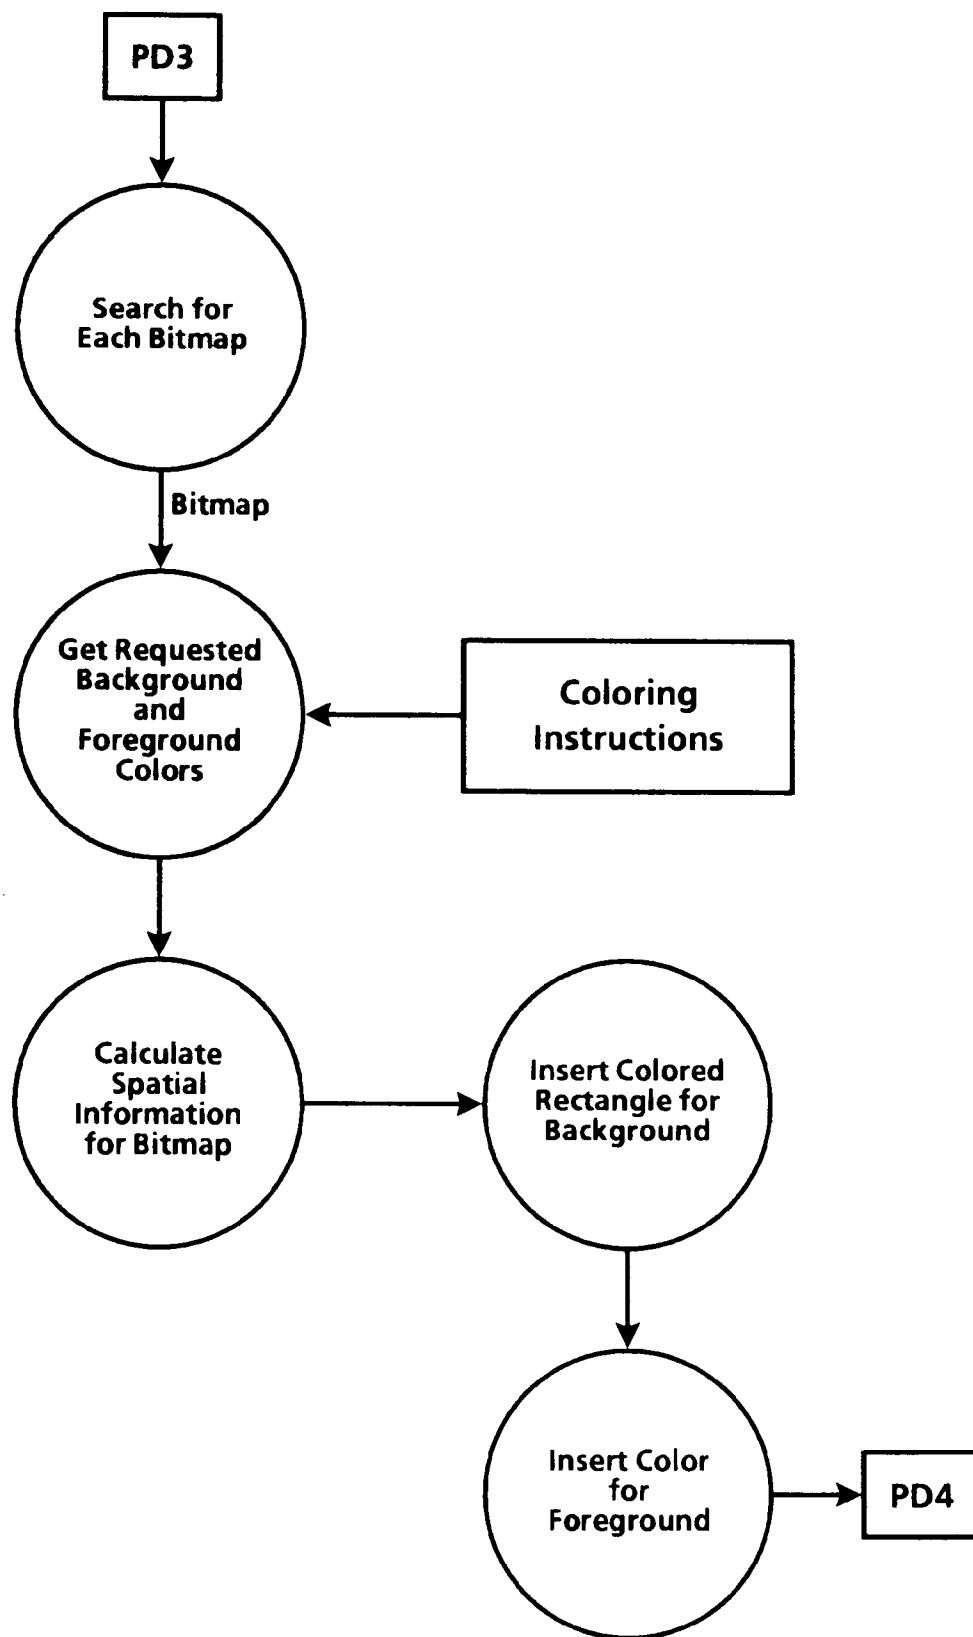 PD3
Search for
Each Bitmap
Bitmap
Get Requested
Background
and
Foreground
Colors
Coloring
Instructions
Calculate
Spatial
Information
for Bitmap
Insert Colored
Rectangle for
Background
Insert Color
for
Foreground
PD4